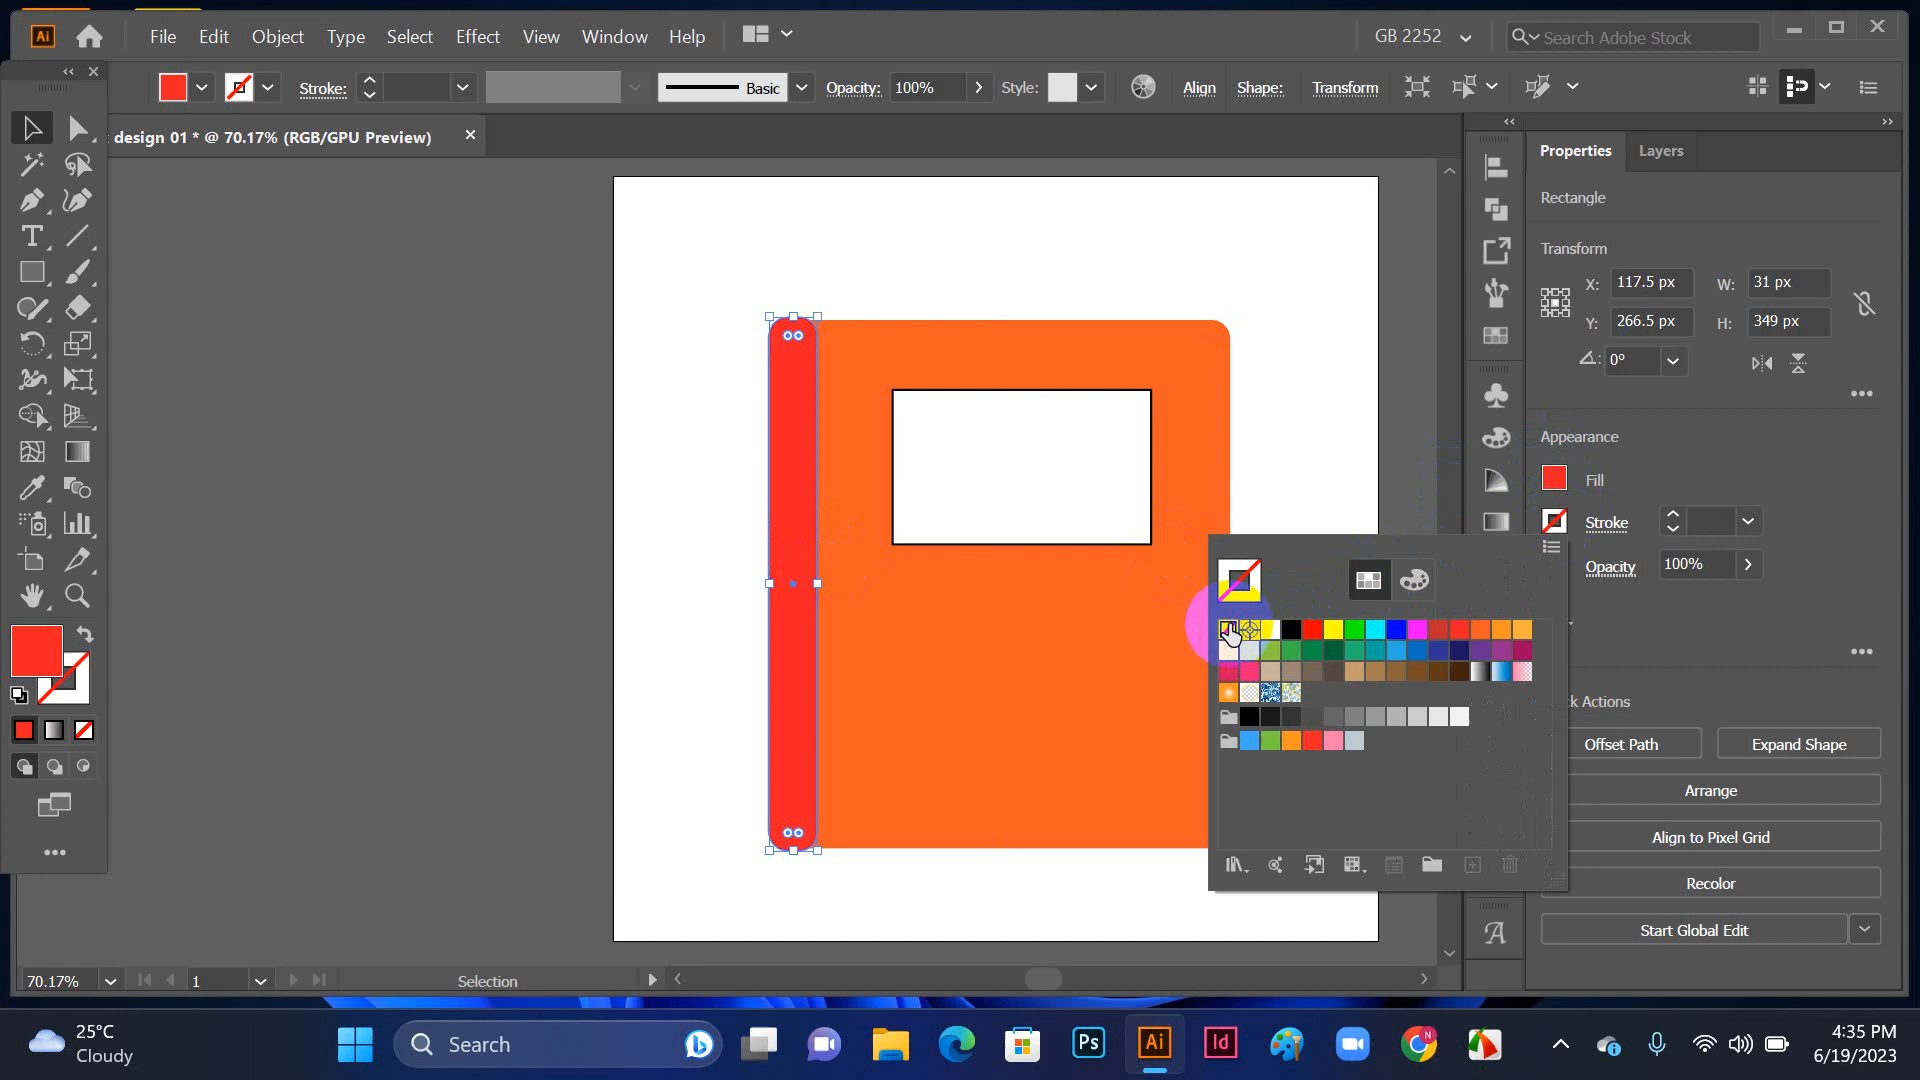 Ai File Edit Object Type Select Effect View Window Help GB 2252 Search Adobe Stock
Stroke: Basic Opacity: 100% Style: Align Shape: Transform
design 01 * @ 70.17% (RGB/GPU Preview)
Properties Layers
Rectangle
Transform
X: 117.5 px W: 31 px
Y: 266.5 px H: 349 px
0°
Appearance
Fill
Stroke
Opacity 100%
k Actions
Offset Path Expand Shape
Arrange
Align to Pixel Grid
Recolor
Start Global Edit
70.17% 1 Selection
25°C
Cloudy
Search
Ps Ai Id
N
4:35 PM
6/19/2023